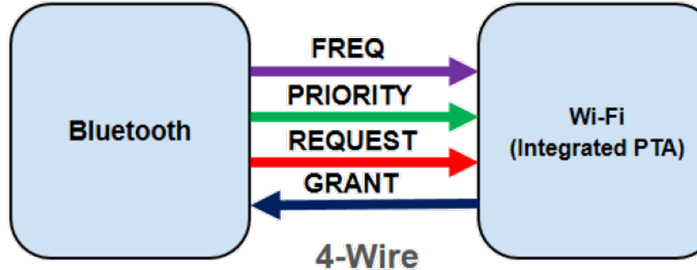 FREQ
PRIORITY
Bluetooth
REQUEST
GRANT
Wi-Fi
(Integrated PTA)
4-Wire